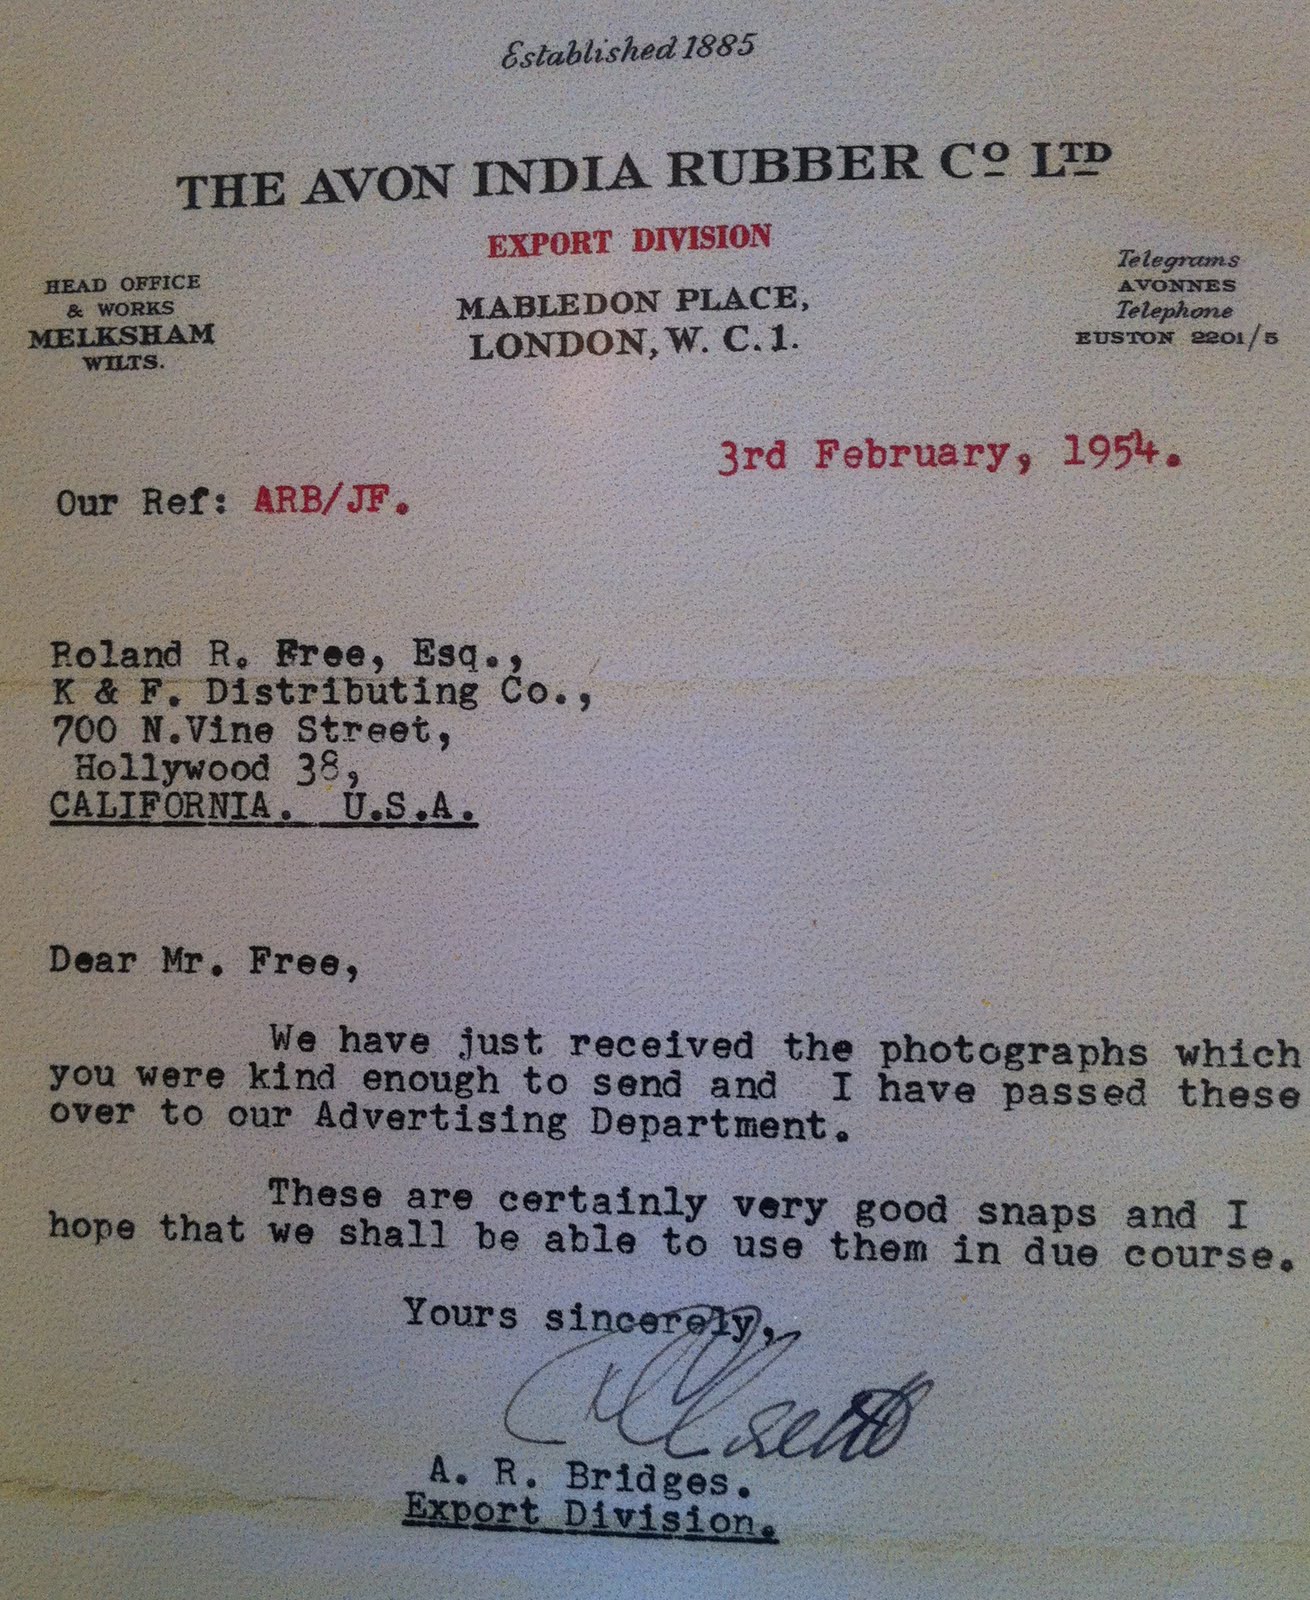 Established 1885
THE AVON INDIA RUBBER Co LTD
EXPORT DIVISION
HEAD OFFICE
& WORKS
MELKSHAM
WILTS.
MABLEDON PLACE,
LONDON, W. C.1.
Telegrams
AVONNES
Telephone
EUSTON 2201/5
3rd February, 1954.
Our Ref: ARB/JF.
Roland R. Free, Esq.,
K & F. Distributing Co.,
700 N.Vine Street,
Hollywood 38,
CALIFORNIA. U.S.A.
Dear Mr. Free,
We have just received the photographs which
you were kind enough to send and I have passed these
over to our Advertising Department.
These are certainly very good snaps and I
hope that we shall be able to use them in due course.
Yours sincerely,
A. R. Bridges.
Export Division.